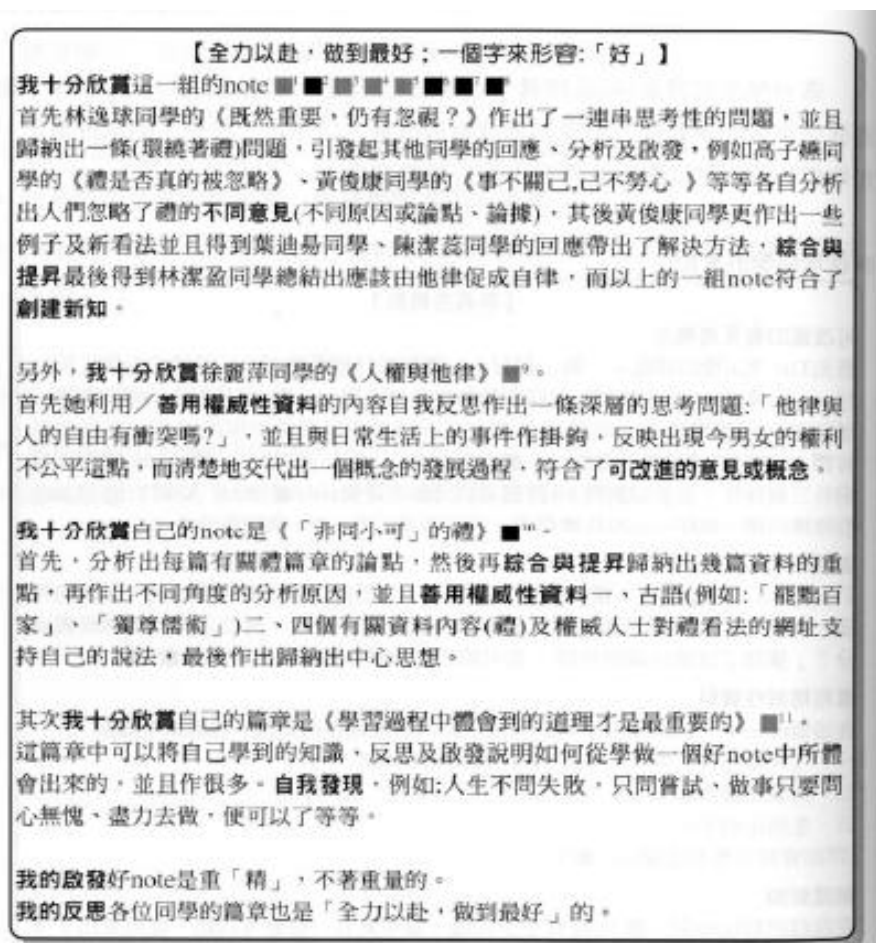 【全力以赴，做到最好；一個字來形容:「好」】
我十分欣賞這一組的note ■1 ■2 ■3 ■4 ■5 ■6 ■7 ■8
首先林逸球同學的《既然重要，仍有忽視？》作出了一連串思考性的問題，並且
歸納出一條(環繞著禮)問題，引發起其他同學的回應、分析及啟發，例如高子嬿同
學的《禮是否真的被忽略》、黃俊康同學的《事不關己,己不勞心 》等等各自分析
出人們忽略了禮的不同意見(不同原因或論點、論據)，其後黃俊康同學更作出一些
例子及新看法並且得到葉迪易同學、陳潔蕊同學的回應帶出了解決方法，綜合與
提昇最後得到林潔盈同學總結出應該由他律促成自律，而以上的一組note符合了
創建新知。
另外，我十分欣賞徐麗萍同學的《人權與他律》■9。
首先她利用／善用權威性資料的內容自我反思作出一條深層的思考問題:「他律與
人的自由有衝突嗎?」，並且與日常生活上的事件作掛鉤，反映出現今男女的權利
不公平這點，而清楚地交代出一個概念的發展過程，符合了可改進的意見或概念。
我十分欣賞自己的note是《「非同小可」的禮》■10。
首先，分析出每篇有關禮篇章的論點，然後再綜合與提昇歸納出幾篇資料的重
點，再作出不同角度的分析原因，並且善用權威性資料一、古語(例如:「罷黜百
家」、「獨尊儒術」)二、四個有關資料內容(禮)及權威人士對禮看法的網址支
持自己的說法，最後作出歸納出中心思想。
其次我十分欣賞自己的篇章是《學習過程中體會到的道理才是最重要的》■11。
這篇章中可以將自己學到的知識、反思及啟發說明如何從學做一個好note中所體
會出來的，並且作很多。自我發現，例如:人生不問失敗，只問嘗試、做事只要問
心無愧、盡力去做，便可以了等等。
我的啟發好note是重「精」，不著重量的。
我的反思各位同學的篇章也是「全力以赴，做到最好」的。